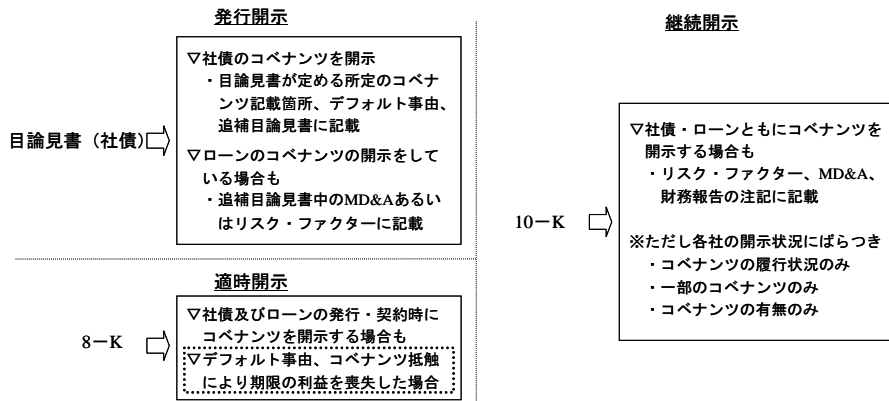 発行開示
目論見書（社債）
▽社債のコベナンツを開示
・目論見書が定める所定のコベナ
ンツ記載箇所、デフォルト事由、
追補目論見書に記載
▽ローンのコベナンツの開示をして
いる場合も
・追補目論見書中のMD&Aあるい
はリスク・ファクターに記載
適時開示
8－K
▽社債及びローンの発行・契約時に
コベナンツを開示する場合も
▽デフォルト事由、コベナンツ抵触
により期限の利益を喪失した場合
継続開示
10－K
▽社債・ローンともにコベナンツを
開示する場合も
・リスク・ファクター、MD&A、
財務報告の注記に記載
※ただし各社の開示状況にばらつき
・コベナンツの履行状況のみ
・一部のコベナンツのみ
・コベナンツの有無のみ